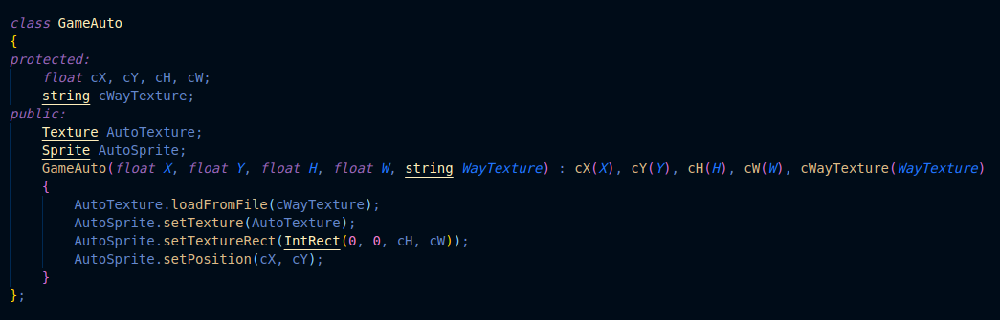 class GameAuto
{
protected:
    float cX, cY, cH, cW;
    string cWayTexture;
public:
    Texture AutoTexture;
    Sprite AutoSprite;
    GameAuto(float X, float Y, float H, float W, string WayTexture) : cX(X), cY(Y), cH(H), cW(W), cWayTexture(WayTexture)
    {
        AutoTexture.loadFromFile(cWayTexture);
        AutoSprite.setTexture(AutoTexture);
        AutoSprite.setTextureRect(IntRect(0, 0, cH, cW));
        AutoSprite.setPosition(cX, cY);
    }
};